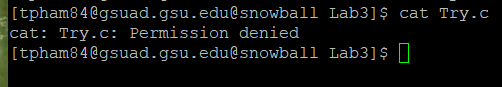 [tpham84@gsuad.gsu.edu@snowball Lab3]$ cat Try.c
cat: Try.c: Permission denied
[tpham84@gsuad.gsu.edu@snowball Lab3]$